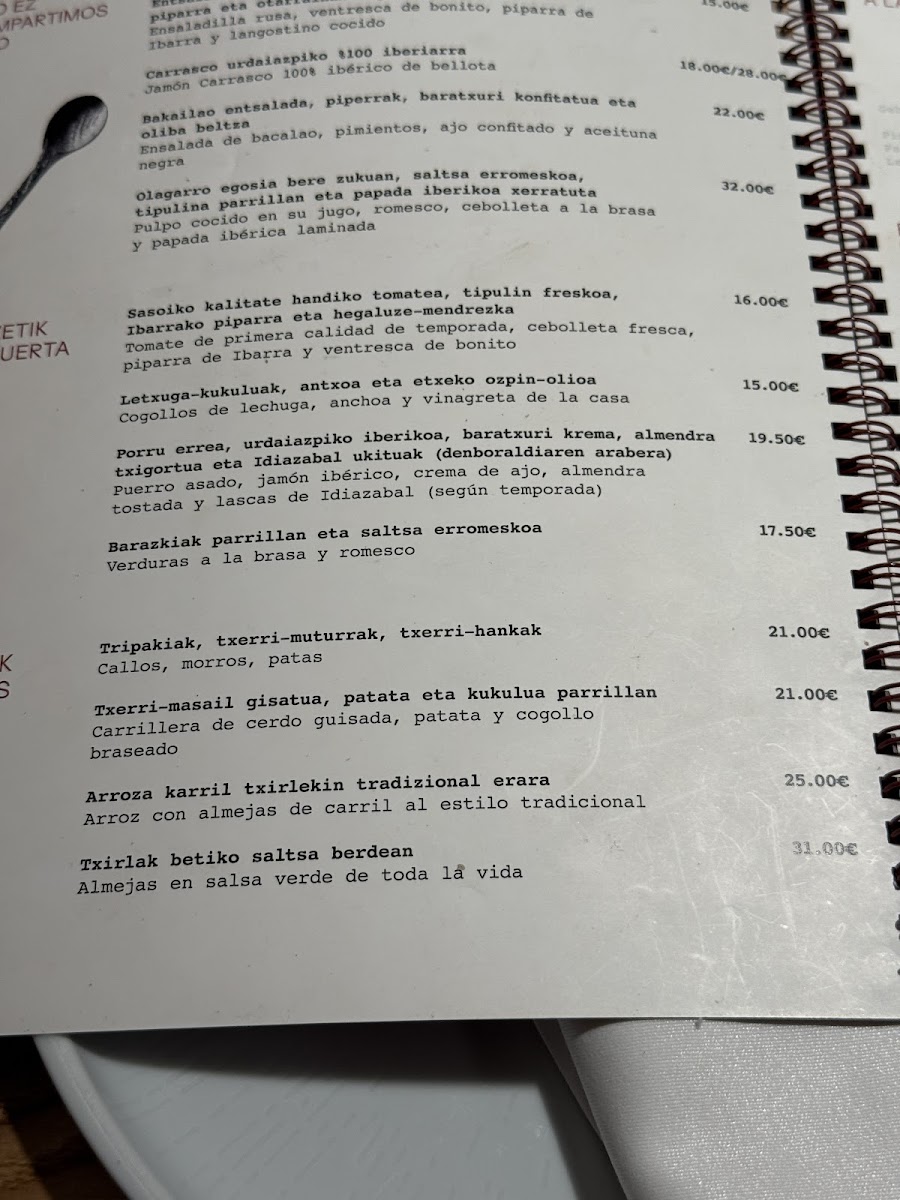 EZ
MPARTIMOS
piparra eta
15.00€
Ensaladilla rusa, ventresca de bonito, piparra de
Ibarra y langostino cocido
Carrasco urdaiazpiko %100 iberiarra
18.00€/28.00€
Jamón Carrasco 100% ibérico de bellota
Bakailao entsalada, piperrak, baratxuri konfitatua eta
22.00€
oliba beltza
Ensalada de bacalao, pimientos, ajo confitado y aceituna
negra
Olagarro egosia bere zukuan, saltsa erromeskoa,
32.00€
tipulina parrillan eta papada iberikoa xerratuta
Pulpo cocido en su jugo, romesco, cebolleta a la brasa
y papada ibérica laminada
ETIK
UERTA
Sasoiko kalitate handiko tomatea, tipulin freskoa,
16.00€
Ibarrako piparra eta hegaluze-mendrezka
Tomate de primera calidad de temporada, cebolleta fresca,
piparra de Ibarra y ventresca de bonito
Letxuga-kukuluak, antxoa eta etxeko ozpin-olioa
15.00€
Cogollos de lechuga, anchoa y vinagreta de la casa
Porru errea, urdaiazpiko iberikoa, baratxuri krema, almendra
19.50€
txigortua eta Idiazabal ukituak (denboraldiaren arabera)
Puerro asado, jamón ibérico, crema de ajo, almendra
tostada y lascas de Idiazabal (según temporada)
Barazkiak parrillan eta saltsa erromeskoa
17.50€
Verduras a la brasa y romesco
K
S
Tripakiak, txerri-muturrak, txerri-hankak
21.00€
Callos, morros, patas
Txerri-masail gisatua, patata eta kukulua parrillan
21.00€
Carrillera de cerdo guisada, patata y cogollo
braseado
Arroza karril txirlekin tradizional erara
25.00€
Arroz con almejas de carril al estilo tradicional
Txirlak betiko saltsa berdean
31.00€
Almejas en salsa verde de toda la vida